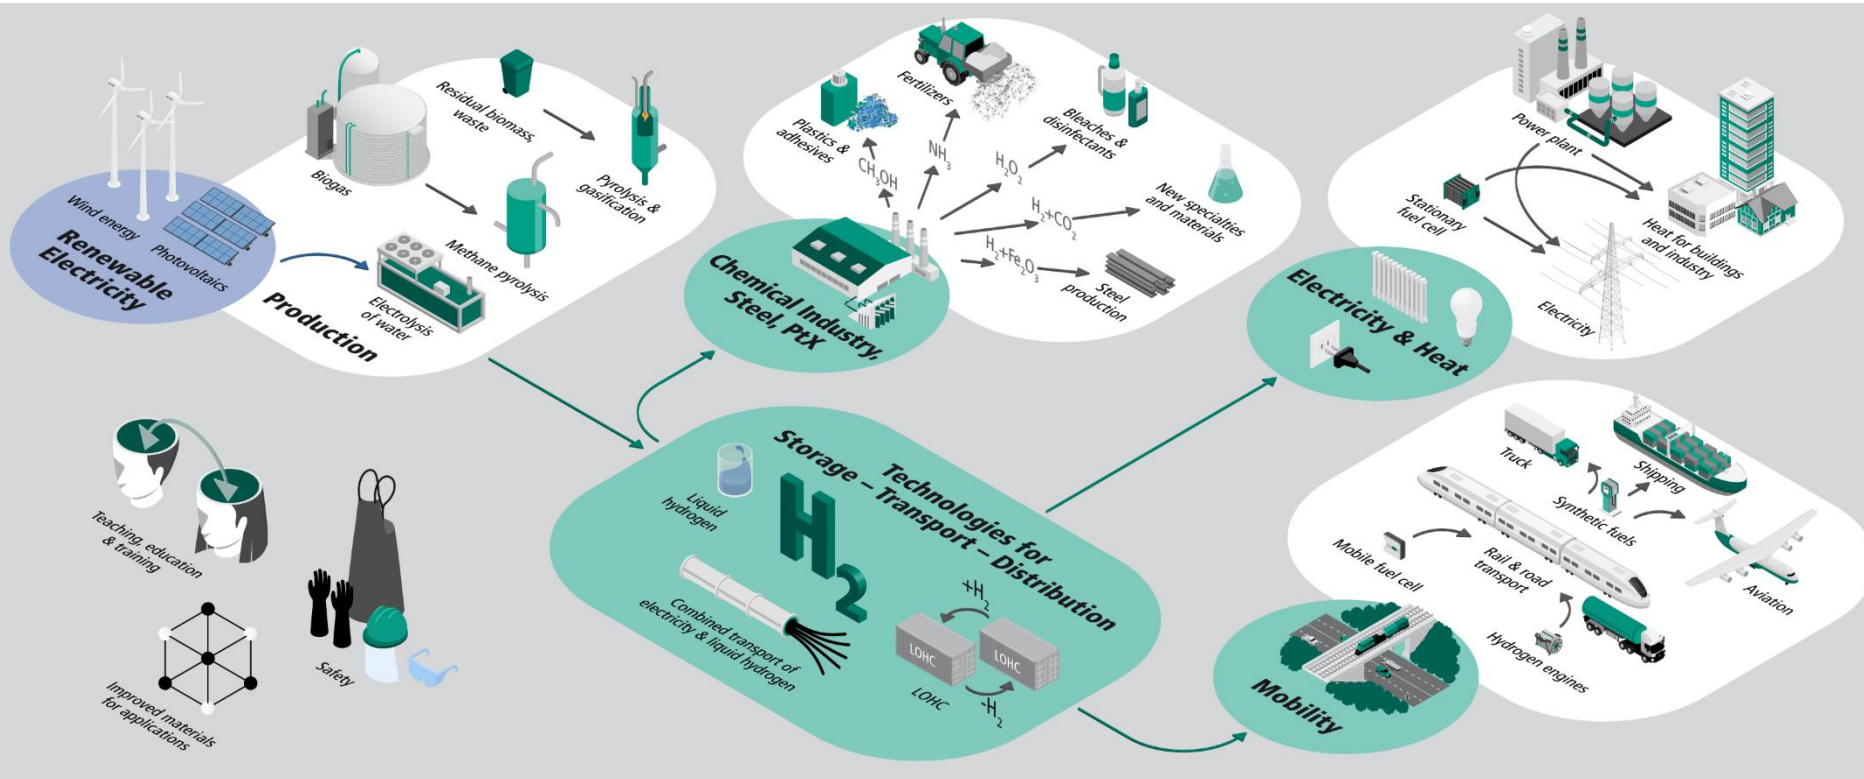 Wind energy
Photovoltaics
Renewable
Electricity
Biogas
Residual biomass,
waste
Pyrolysis &
gasification
Methane pyrolysis
Electrolysis
of water
Production
Plastics &
adhesives
Fertilizers
Bleaches &
disinfectants
New specialties
and materials
Steel
production
CH₃OH
NH₃
H₂O₂
H₂+CO₂
H₂+Fe₂O₃
Chemical Industry,
Steel, PtX
Power plant
Stationary
fuel cell
Heat for buildings
and industry
Electricity
Electricity & Heat
Teaching, education
& training
Improved materials
for applications
Safety
Technologies for
Storage – Transport – Distribution
Liquid
hydrogen
H₂
Combined transport of
electricity & liquid hydrogen
+H₂
LOHC
LOHC
LOHC
-H₂
Truck
Shipping
Synthetic fuels
Mobile fuel cell
Rail & road
transport
Aviation
Hydrogen engines
Mobility